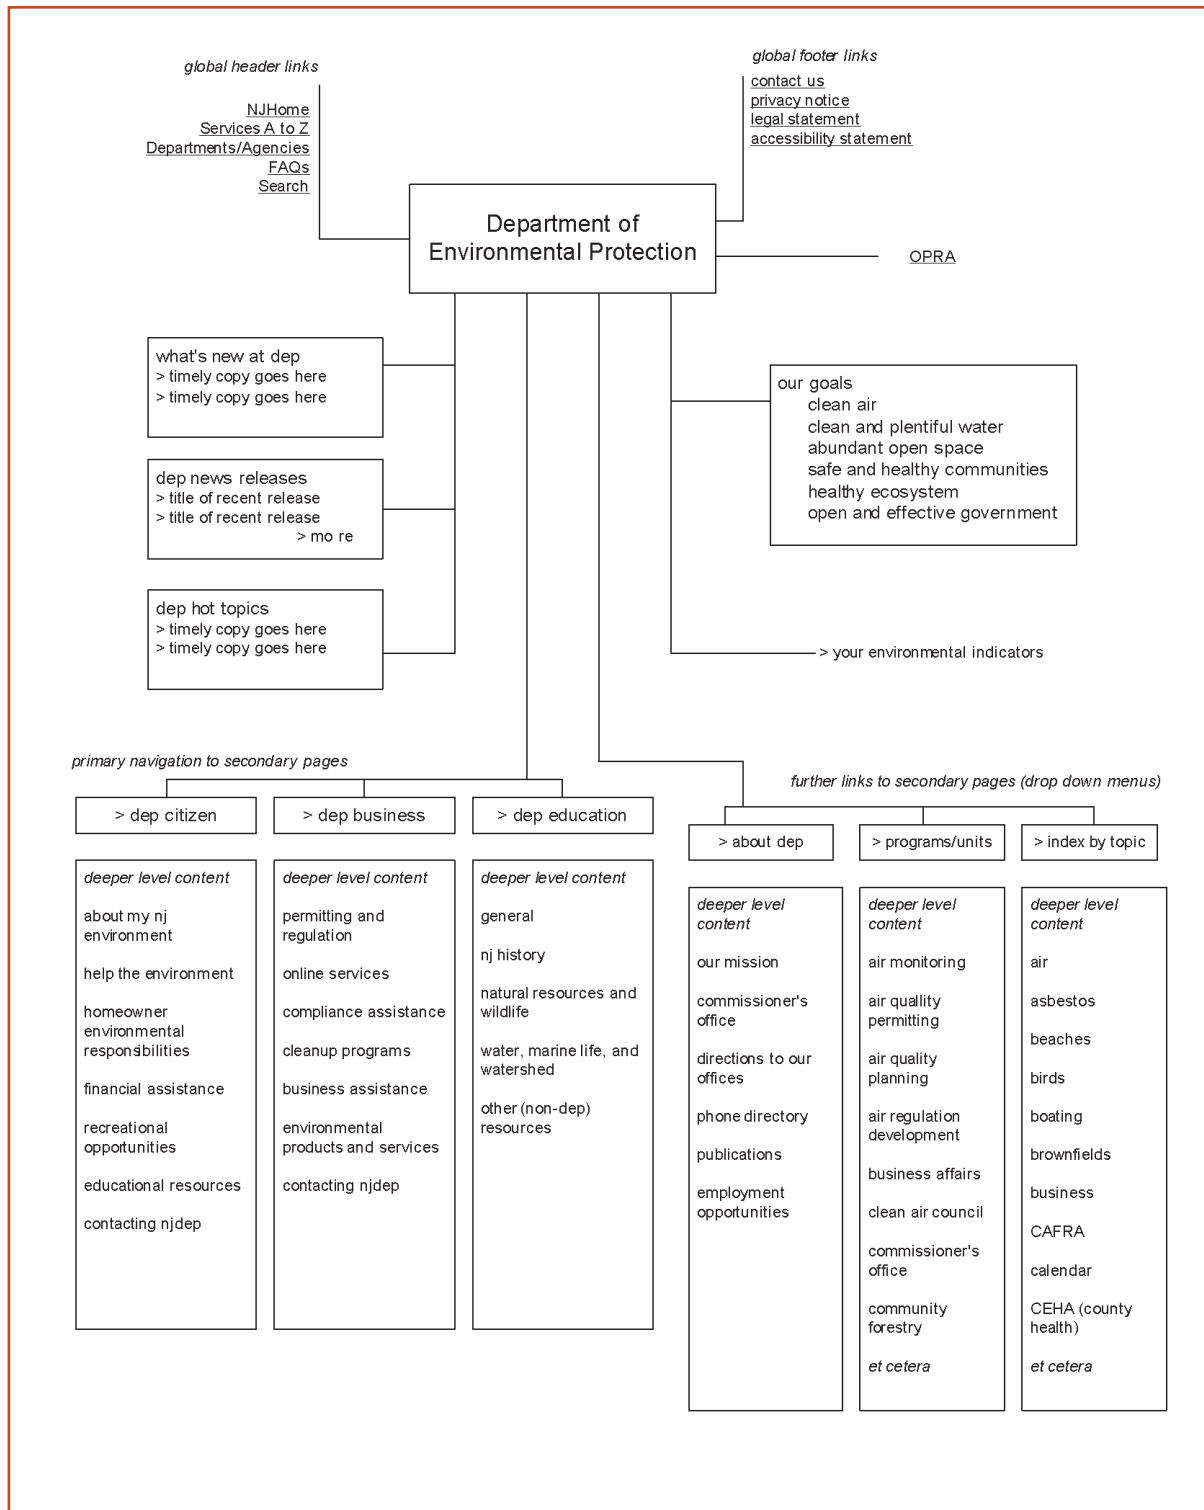 global header links
NJHome
Services A to Z
Departments/Agencies
FAQs
Search
global footer links
contact us
privacy notice
legal statement
accessibility statement
Department of
Environmental Protection
OPRA
what's new at dep
> timely copy goes here
> timely copy goes here
dep news releases
> title of recent release
> title of recent release
> mo re
dep hot topics
> timely copy goes here
> timely copy goes here
our goals
clean air
clean and plentiful water
abundant open space
safe and healthy communities
healthy ecosystem
open and effective government
> your environmental indicators
primary navigation to secondary pages
> dep citizen
deeper level content
about my nj
environment
help the environment
homeowner
environmental
responsibilities
financial assistance
recreational
opportunities
educational resources
contacting njdep
> dep business
deeper level content
permitting and
regulation
online services
compliance assistance
cleanup programs
business assistance
environmental
products and services
contacting njdep
> dep education
deeper level content
general
nj history
natural resources and
wildlife
water, marine life, and
watershed
other (non-dep)
resources
further links to secondary pages (drop down menus)
> about dep
deeper level
content
our mission
commissioner's
office
directions to our
offices
phone directory
publications
employment
opportunities
> programs/units
deeper level
content
air monitoring
air quallity
permitting
air quality
planning
air regulation
development
business affairs
clean air council
commissioner's
office
community
forestry
et cetera
> index by topic
deeper level
content
air
asbestos
beaches
birds
boating
brownfields
business
CAFRA
calendar
CEHA (county
health)
et cetera